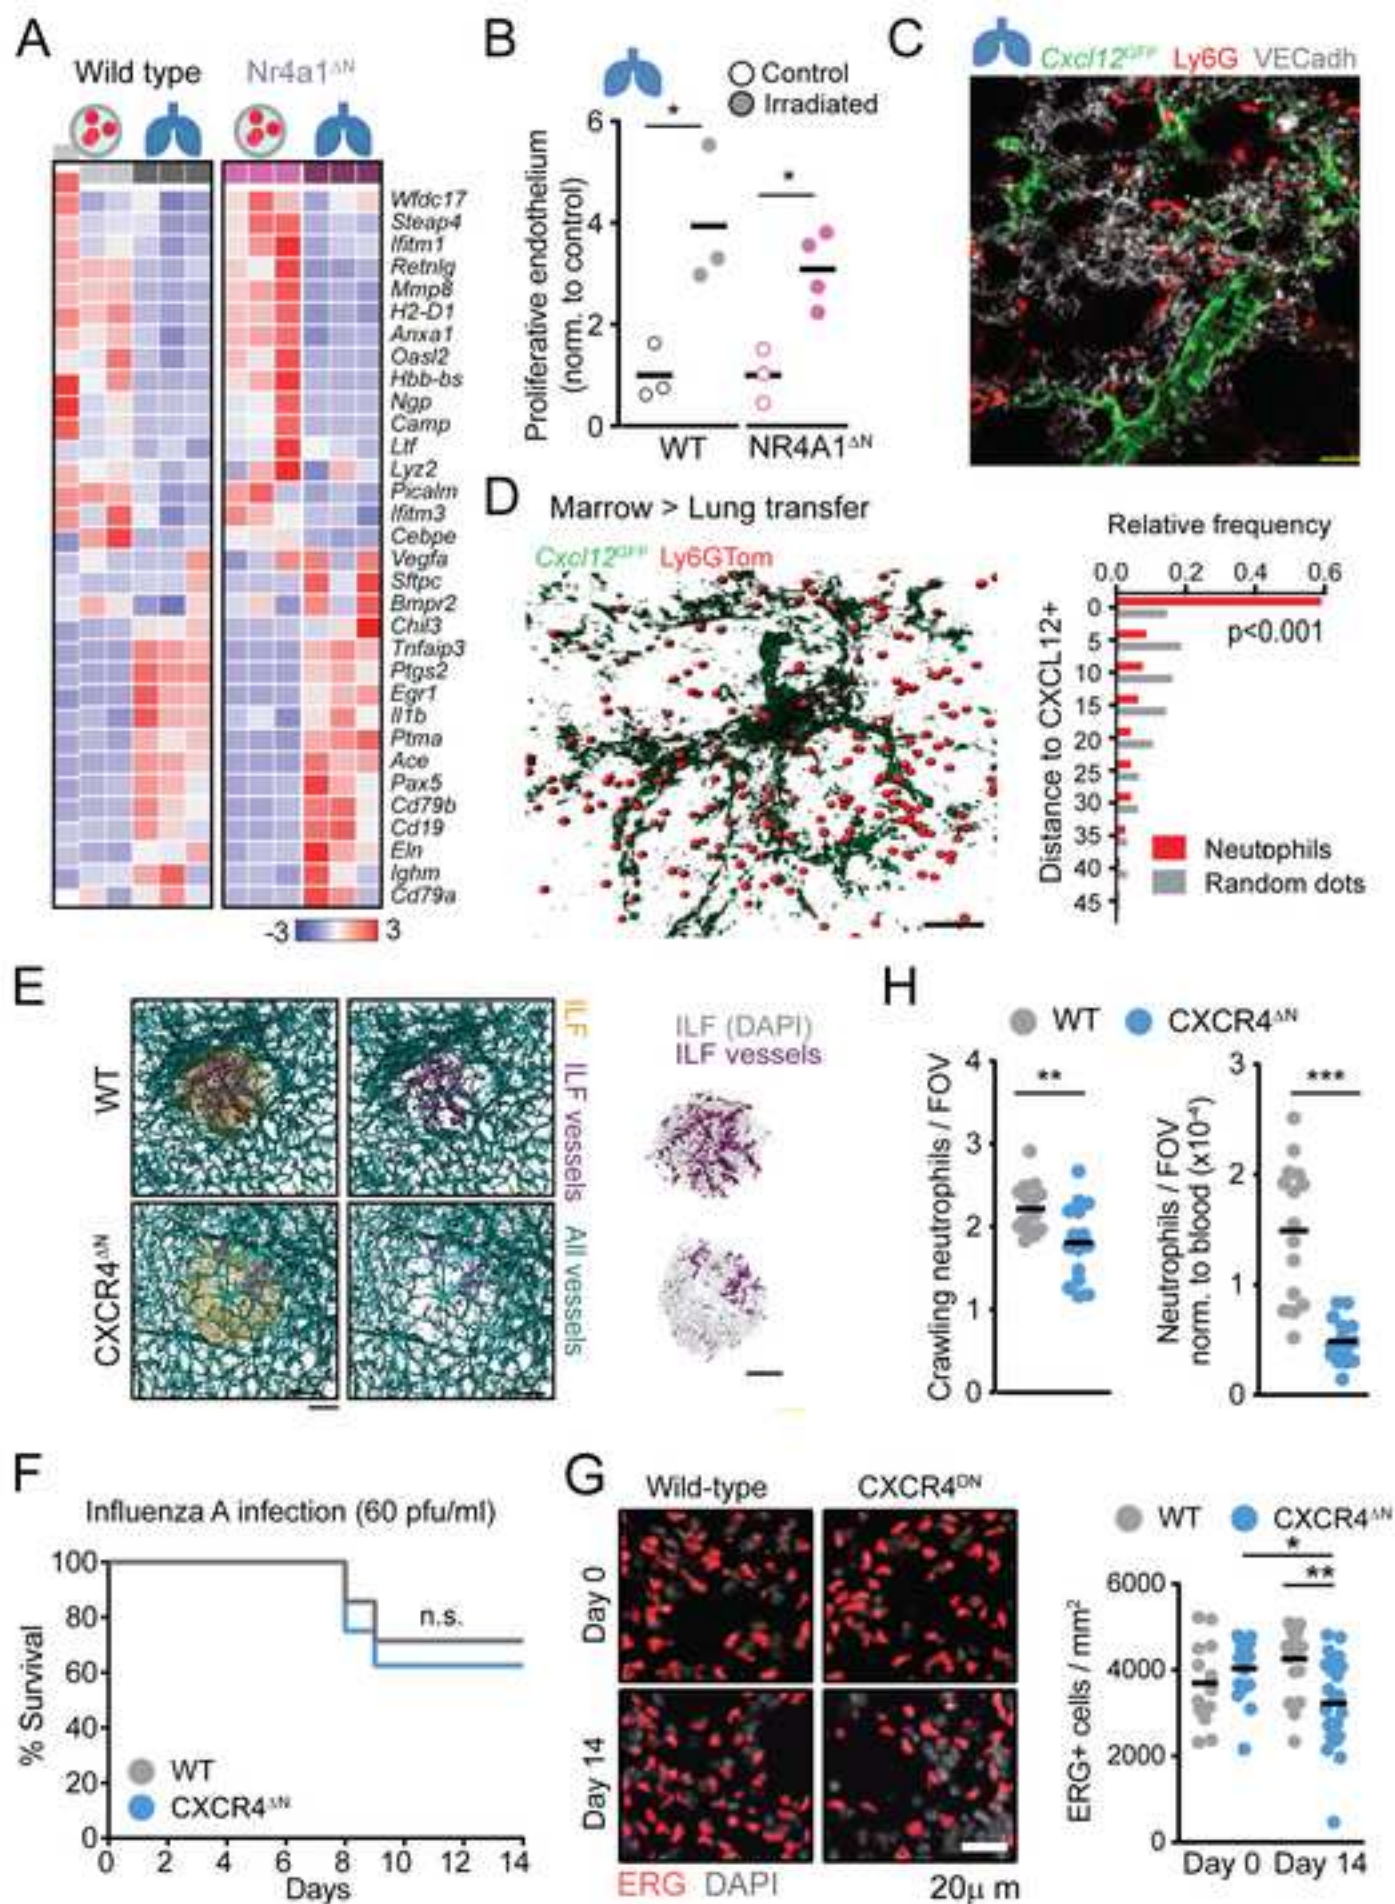 A
Wild type
Nr4a1ΔN
Wfdc17
Steap4
Ifitm1
Retnlg
Mmp8
H2-D1
Anxa1
Oasl2
Hbb-bs
Ngp
Camp
Ltf
Lyz2
Picalm
Ifitm3
Cebpe
Vegfa
Sftpc
Bmpr2
Chil3
Tnfaip3
Ptgs2
Egr1
Il1b
Ptma
Ace
Pax5
Cd79b
Cd19
Eln
Ighm
Cd79a
-3
3
B
Control
Irradiated
Proliferative endothelium
(norm. to control)
6
4
2
0
*
*
WT
NR4A1ΔN
C
Cxcl12GFP Ly6G VECadh
D
Marrow > Lung transfer
Cxcl12GFP Ly6GTom
Relative frequency
0.0
0.2
0.4
0.6
Distance to CXCL12+
0
5
10
15
20
25
30
35
40
45
p<0.001
Neutophils
Random dots
E
WT
CXCR4ΔN
ILF ILF vessels All vessels
ILF (DAPI)
ILF vessels
H
WT
CXCR4ΔN
Crawling neutrophils / FOV
4
3
2
1
0
**
Neutrophils / FOV
norm. to blood (x10-4)
3
2
1
0
***
F
Influenza A infection (60 pfu/ml)
% Survival
100
80
60
40
20
0
n.s.
WT
CXCR4ΔN
0 2 4 6 8 10 12 14
Days
G
Wild-type
CXCR4DN
Day 0
Day 14
ERG DAPI
20μ m
WT
CXCR4ΔN
ERG+ cells / mm2
6000
4000
2000
0
*
**
Day 0 Day 14